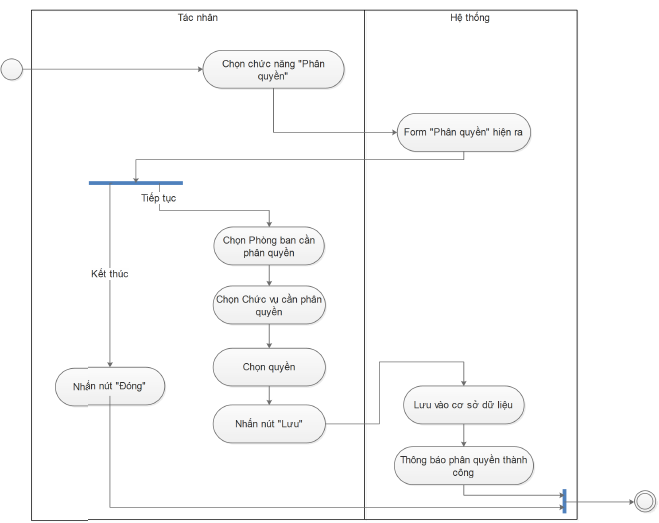 Tác nhân
Hệ thống
Chọn chức năng "Phân
quyền"
Form "Phân quyền" hiện ra
Tiếp tục
Chọn Phòng ban cần
phân quyền
Kết thúc
Chọn Chức vụ cần phân
quyền
Chọn quyền
Nhấn nút "Đóng"
Nhấn nút "Lưu"
Lưu vào cơ sở dữ liệu
Thông báo phân quyền thành
công